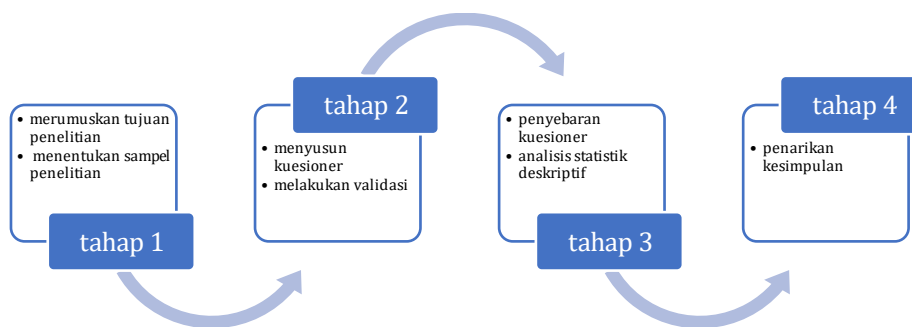 • merumuskan tujuan
penelitian
• menentukan sampel
penelitian
tahap 1
tahap 2
• menyusun
kuesioner
• melakukan validasi
• penyebaran
kuesioner
• analisis statistik
deskriptif
tahap 3
tahap 4
• penarikan
kesimpulan